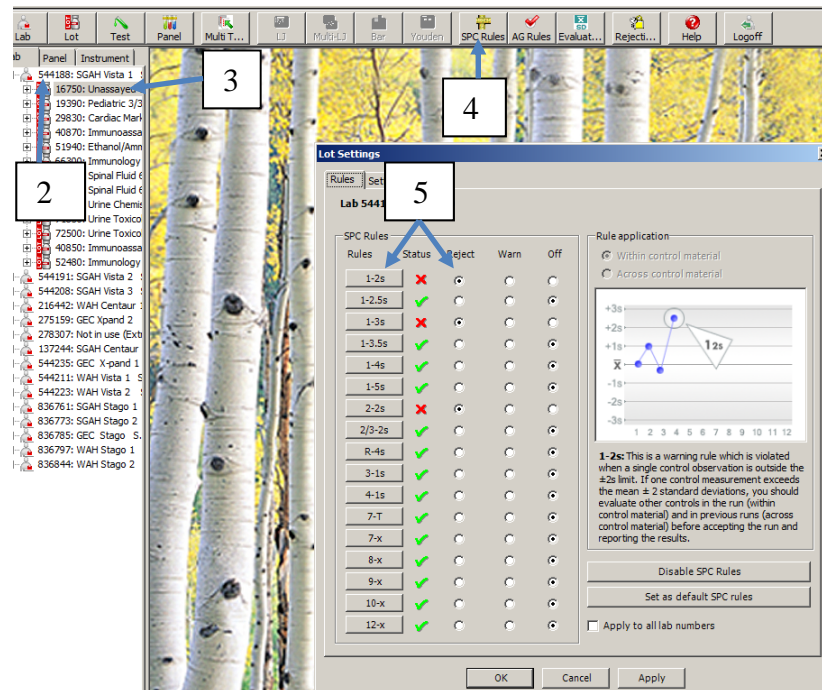 Lab Lot Test Panel Multi T... LJ Multi-LJ Bar Youden SPC Rules AG Rules Evaluat... Rejecti... Help Logoff
Panel Instrument
544188: SGAH Vista 1 S
16750: Unassayed
19390: Pediatric 3/3
29830: Cardiac Mark
40870: Immunoassa
51940: Ethanol/Amm
Immunology
Spinal Fluid 6
Spinal Fluid 6
Urine Chemis
Urine Toxico
72500: Urine Toxico
40850: Immunoassa
52480: Immunology
544191: SGAH Vista 2 S
544208: SGAH Vista 3 S
216442: WAH Centaur
275159: GEC Xpand 2
278307: Not in use (Ext
137244: SGAH Centaur
544235: GEC X-pand 1
544211: WAH Vista 1 S
544223: WAH Vista 2 S
836761: SGAH Stago 1
836773: SGAH Stago 2
836785: GEC Stago S.
836797: WAH Stago 1
836844: WAH Stago 2
2
3
4
5
Lot Settings
Rules Set
Lab 5441
SPC Rules
Rules Status Reject Warn Off
1-2s
1-2.5s
1-3s
1-3.5s
1-4s
1-5s
2-2s
2/3-2s
R-4s
3-1s
4-1s
7-T
7-x
8-x
9-x
10-x
12-x
Rule application
Within control material
Across control material
+3s
+2s
+1s
x̄
-1s
-2s
-3s
12s
1 2 3 4 5 6 7 8 9 10 11 12
1-2s: This is a warning rule which is violated
when a single control observation is outside the
±2s limit. If one control measurement exceeds
the mean ± 2 standard deviations, you should
evaluate other controls in the run (within
control material) and in previous runs (across
control material) before accepting the run and
reporting the results.
Disable SPC Rules
Set as default SPC rules
Apply to all lab numbers
OK Cancel Apply